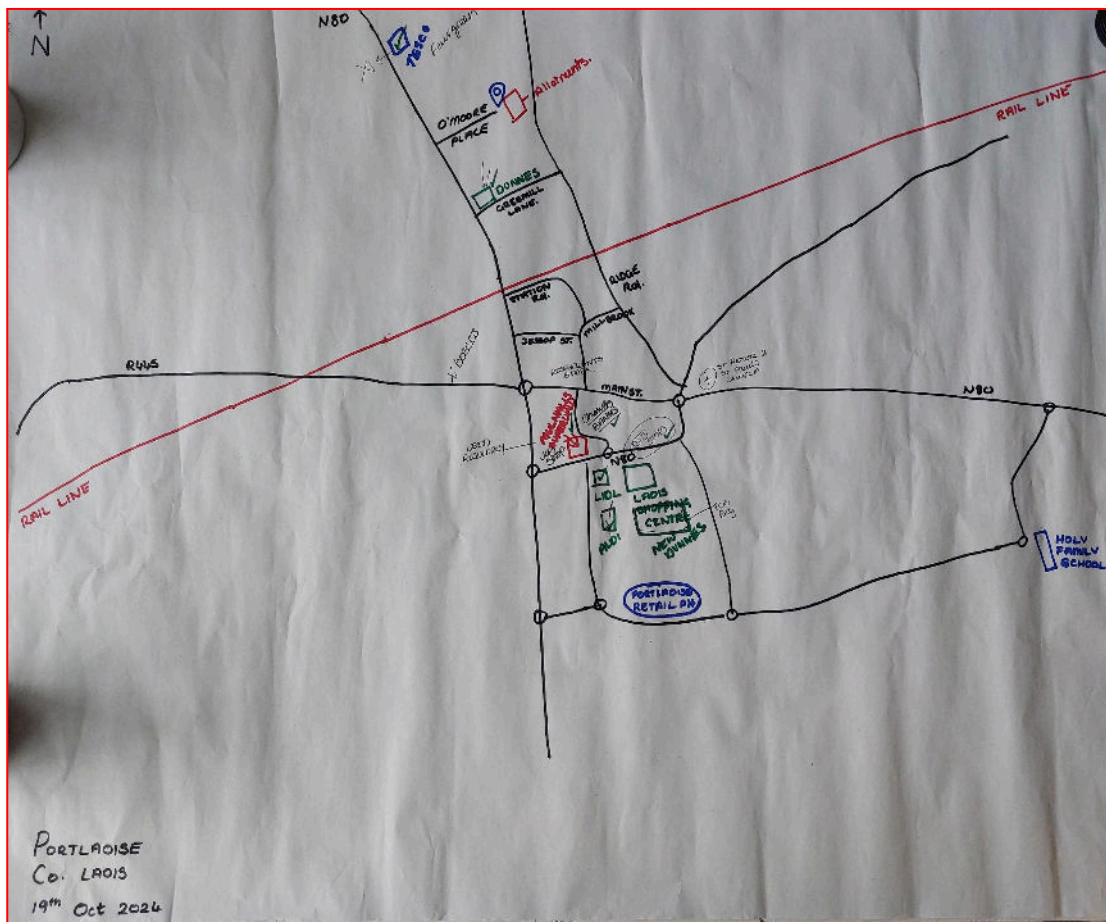 N
N80
TESCO
O'MOORE
PLACE
Allotments.
RAIL LINE
DUNNES
GREEMILL
LANE.
STATION
RD.
RIDGE
RD.
MILLBROOK
JESSOP ST.
R445
MAIN ST.
N80
N80
LIDL
LAOIS
SHOPPING
CENTRE
ALDI
NEW
DUNNES
PORTLAOISE
RETAIL PK
HOLY
FAMILY
SCHOOL
RAIL LINE
PORTLAOISE
Co. LAOIS
19th Oct 2024